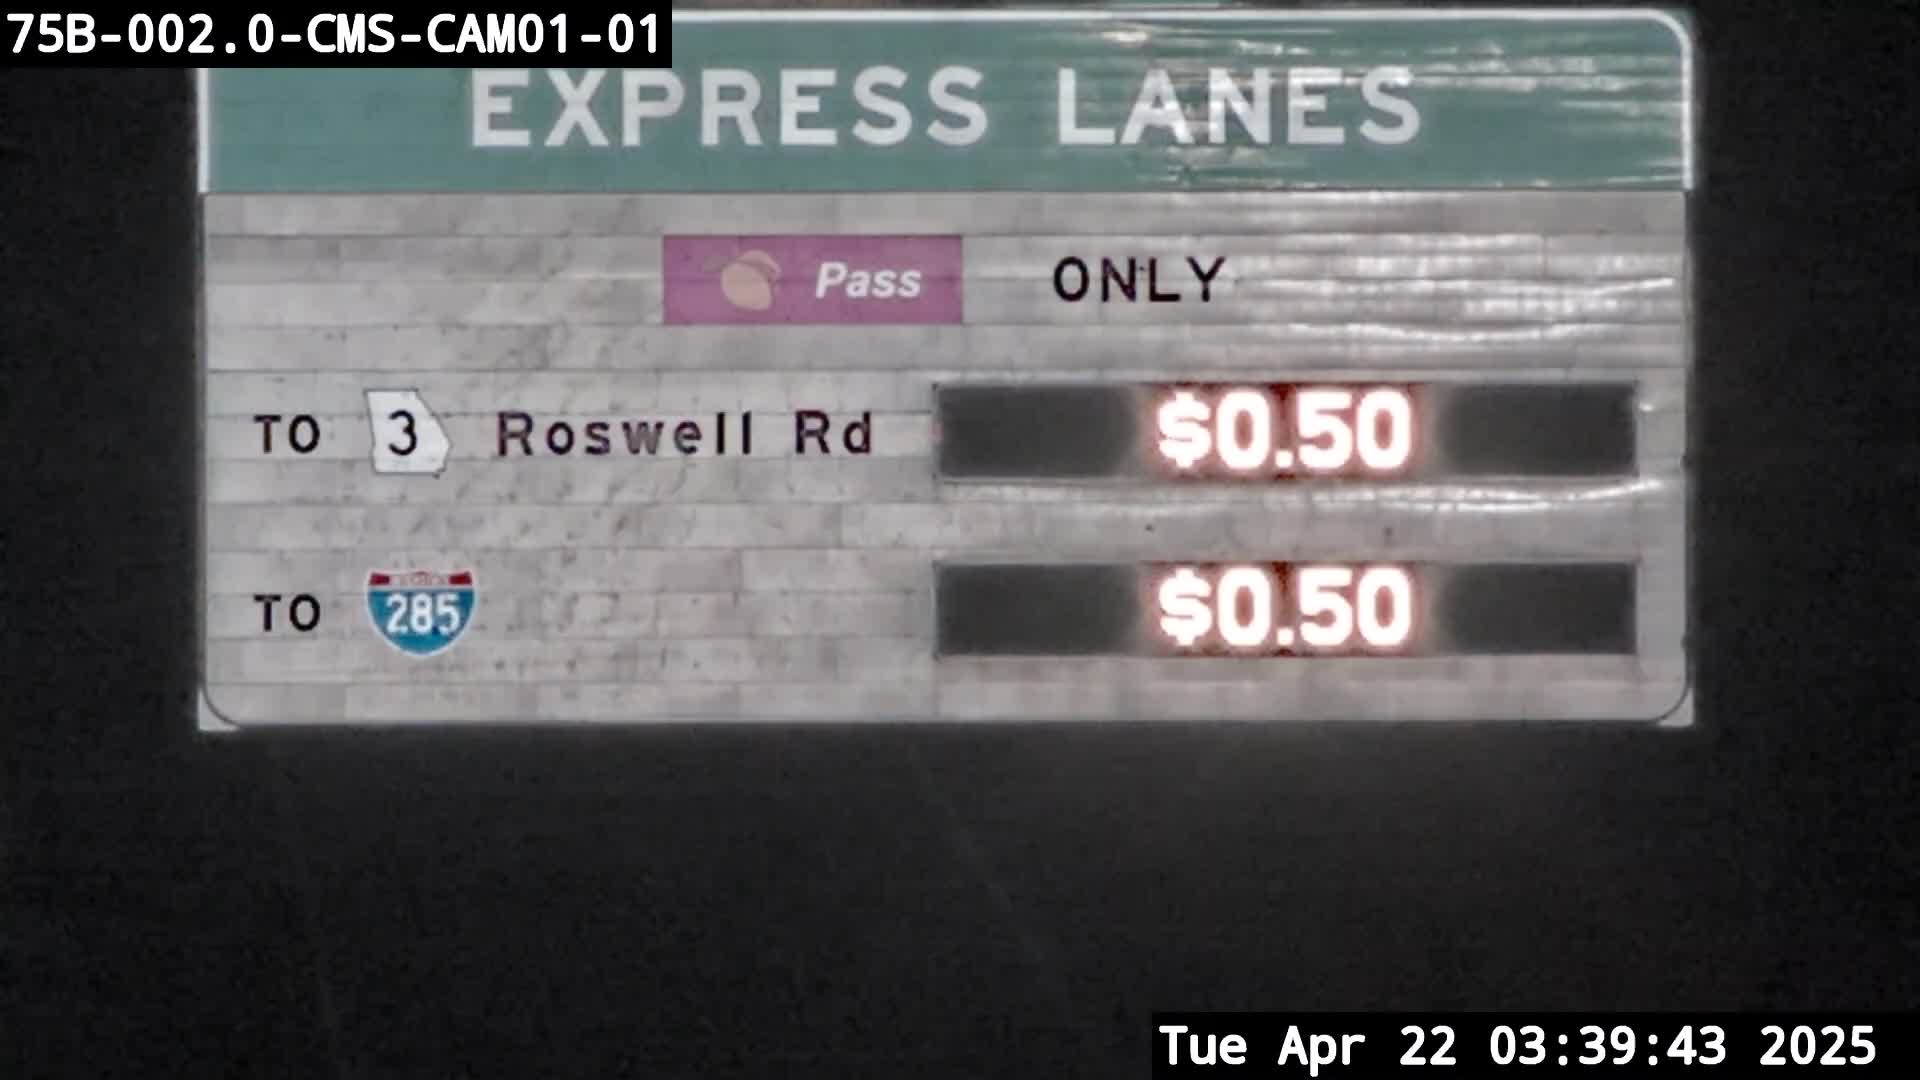 75B-002.0-CMS-CAM01-01
EXPRESS LANES
Pass ONLY
TO 3 Roswell Rd $0.50
TO 285 $0.50
Tue Apr 22 03:39:43 2025